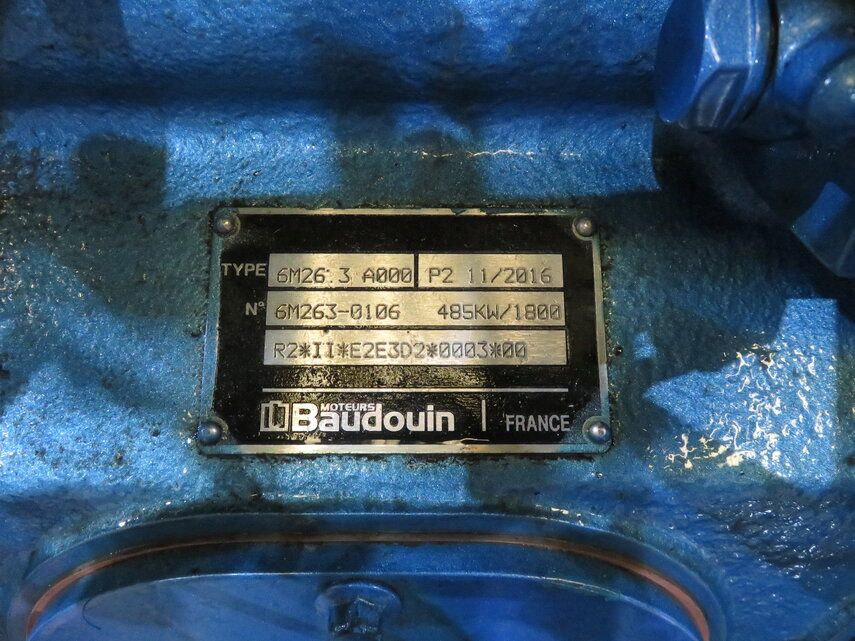 TYPE 6M26.3 A000 P2 11/2016
N° 6M263-0106 485KW/1800
R2*II*E2E3D2*0003*00
MOTEURS
Baudouin | FRANCE